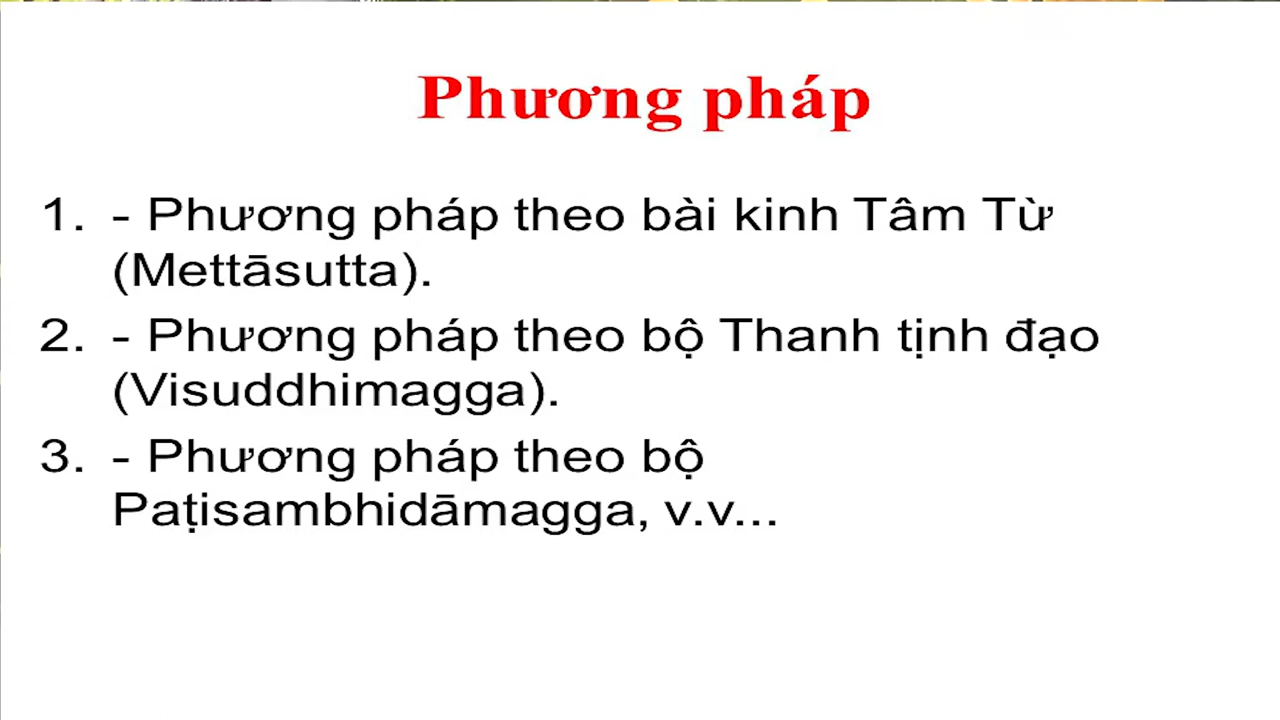 Phương pháp
1. - Phương pháp theo bài kinh Tâm Từ
(Mettāsutta).
2. - Phương pháp theo bộ Thanh tịnh đạo
(Visuddhimagga).
3. - Phương pháp theo bộ
Paṭisambhidāmagga, v.v...